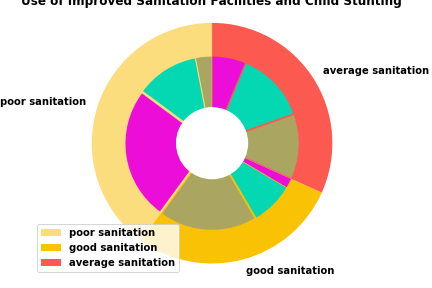 Use of Improved Sanitation Facilities and Child Stunting
average sanitation
poor sanitation
poor sanitation
good sanitation
average sanitation
good sanitation